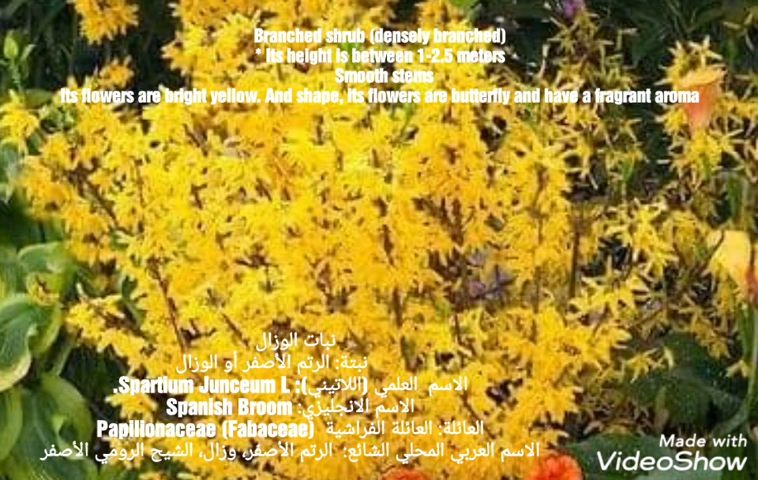 Branched shrub (densely branched)
* Its height is between 1-2.5 meters
Smooth stems
Its flowers are bright yellow. And shape, its flowers are butterfly and have a fragrant aroma
نبات الوزال
نبتة: الرتم الأصفر أو الوزال
الاسم العلمي (اللاتيني): Spartium Junceum L.
الاسم الانجليزي: Spanish Broom
العائلة: العائلة الفراشية Papilionaceae (Fabaceae)
الاسم العربي المحلي الشائع: الرتم الأصفر، وزال، الشيح الرومي الأصفر
Made with
VideoShow